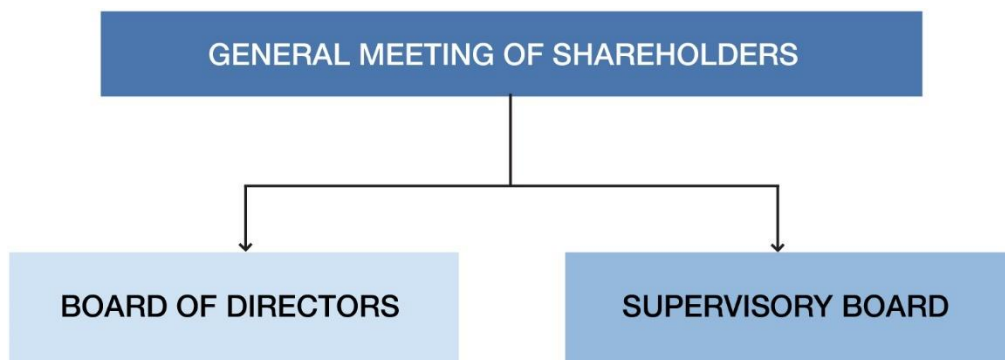 GENERAL MEETING OF SHAREHOLDERS
BOARD OF DIRECTORS
SUPERVISORY BOARD